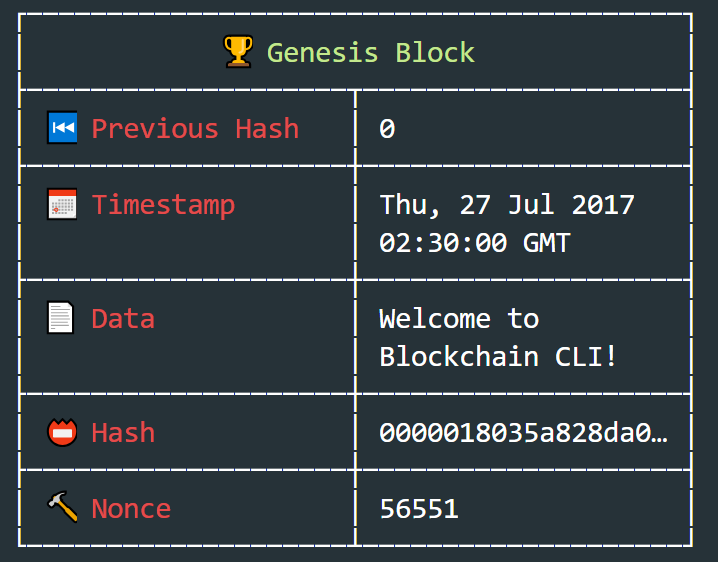 🏆 Genesis Block
⏮ Previous Hash 0
📅 Timestamp Thu, 27 Jul 2017
02:30:00 GMT
📄 Data Welcome to
Blockchain CLI!
📛 Hash 0000018035a828da0…
🔨 Nonce 56551